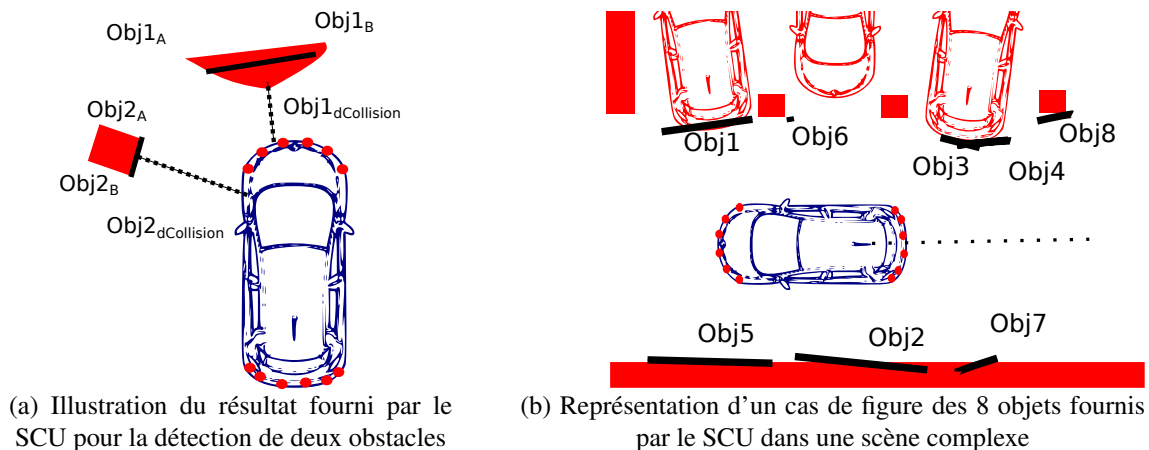 Obj1A
Obj1B
Obj2A
Obj1dCollision
Obj2B
Obj2dCollision
(a) Illustration du résultat fourni par le
SCU pour la détection de deux obstacles
Obj1
Obj6
Obj8
Obj3
Obj4
Obj5
Obj2
Obj7
(b) Représentation d'un cas de figure des 8 objets fournis
par le SCU dans une scène complexe